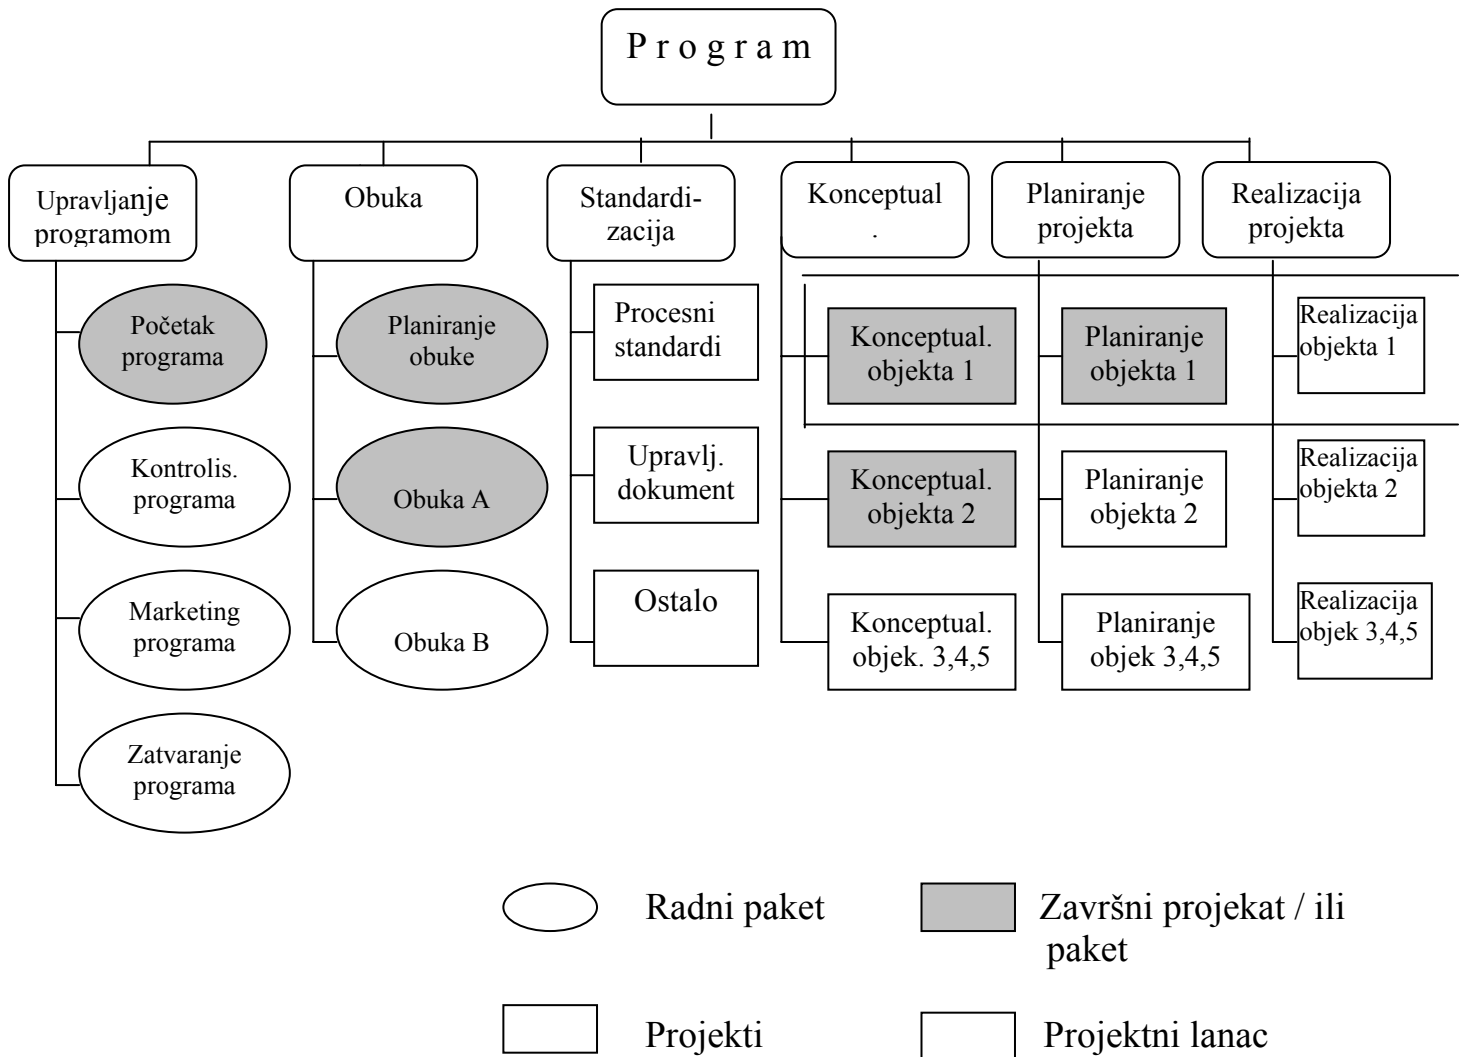 P r o g r a m
Upravljanje
programom
Obuka
Standardi-
zacija
Konceptual
.
Planiranje
projekta
Realizacija
projekta
Početak
programa
Kontrolis.
programa
Marketing
programa
Zatvaranje
programa
Planiranje
obuke
Obuka A
Obuka B
Procesni
standardi
Upravlj.
dokument
Ostalo
Konceptual.
objekta 1
Konceptual.
objekta 2
Konceptual.
objek. 3,4,5
Planiranje
objekta 1
Planiranje
objekta 2
Planiranje
objek 3,4,5
Realizacija
objekta 1
Realizacija
objekta 2
Realizacija
objek 3,4,5
Radni paket
Završni projekat / ili
paket
Projekti
Projektni lanac